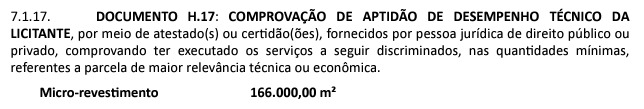 7.1.17. DOCUMENTO H.17: COMPROVAÇÃO DE APTIDÃO DE DESEMPENHO TÉCNICO DA
LICITANTE, por meio de atestado(s) ou certidão(ões), fornecidos por pessoa jurídica de direito público ou
privado, comprovando ter executado os serviços a seguir discriminados, nas quantidades mínimas,
referentes a parcela de maior relevância técnica ou econômica.
Micro-revestimento 166.000,00 m²